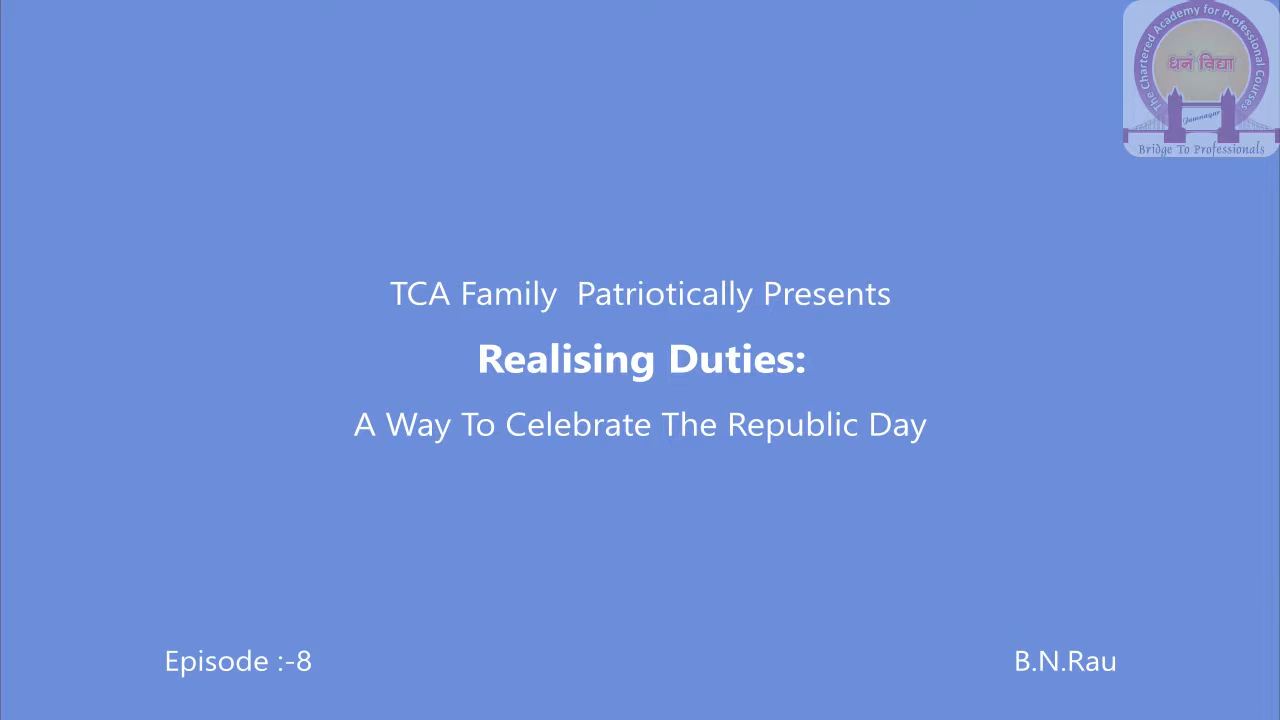 The Chartered Academy for Professional Courses
धनं विद्या
Jamnagar
Bridge To Professionals
TCA Family  Patriotically Presents
Realising Duties:
A Way To Celebrate The Republic Day
Episode :-8
B.N.Rau